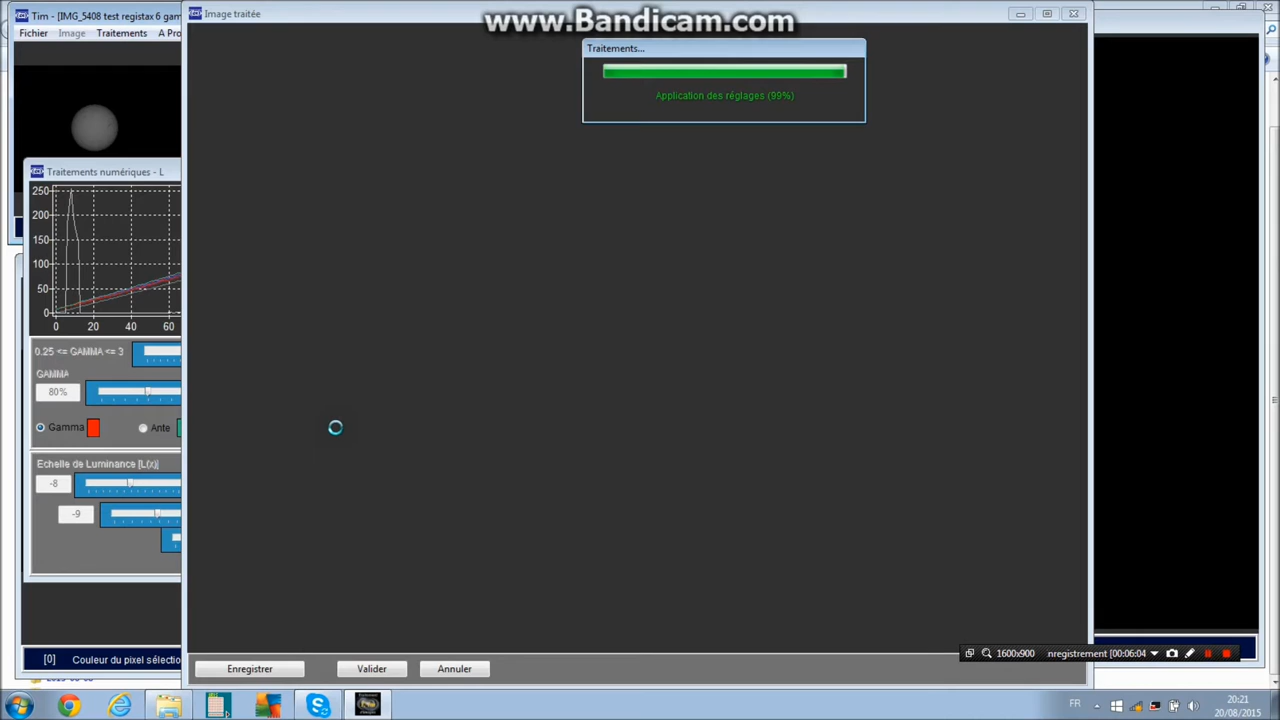 www.Bandicam.com
Tim - [IMG_5408 test registax 6 gam
Fichier Image Traitements A Pro
Image traitée
Traitements...
Application des réglages (99%)
Traitements numériques - L
250
200
150
100
50
0
0 20 40 60
0.25 <= GAMMA <= 3
GAMMA
80%
Gamma Ante
Echelle de Luminance [L(x)]
-8
-9
[0] Couleur du pixel sélectio
Enregistrer Valider Annuler
1600x900 .nregistrement [00:06:04
FR
20:21
20/08/2015